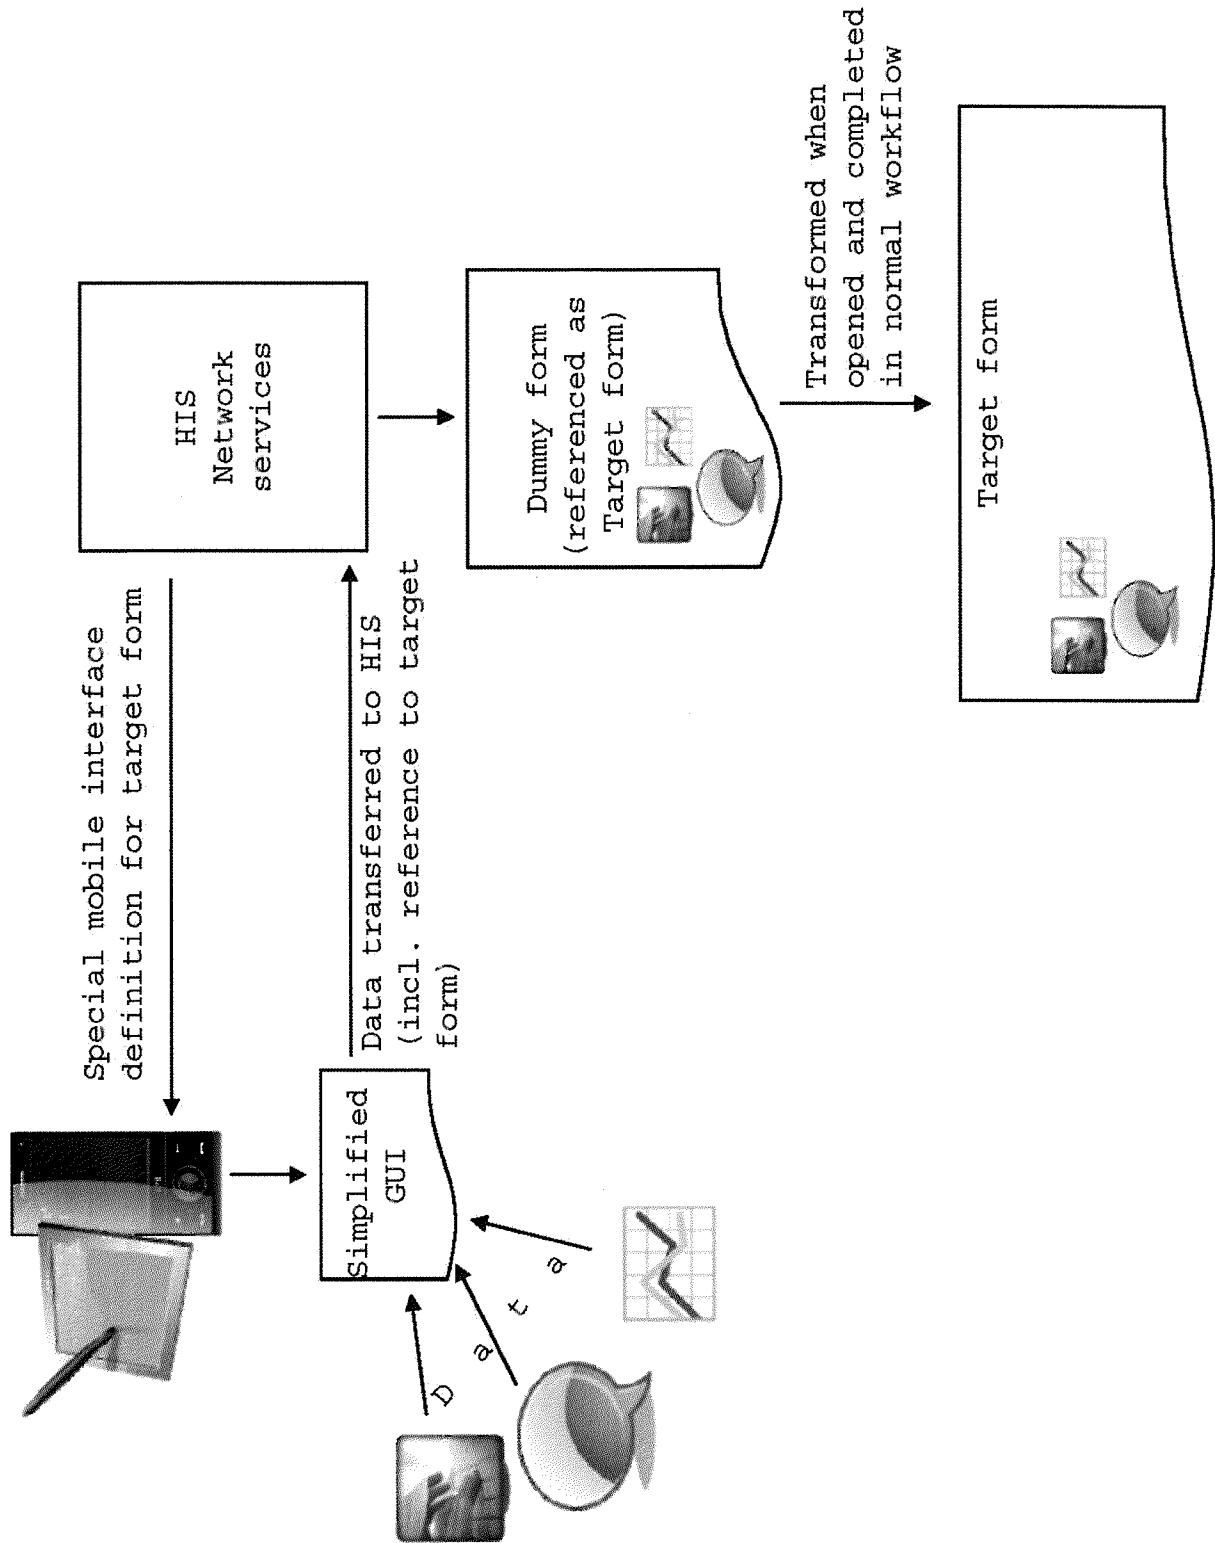 Special mobile interface
definition for target form
HIS
Network
services
Simplified
GUI
Data transferred to HIS
(incl. reference to target
form)
D a t a
Dummy form
(referenced as
Target form)
Transformed when
opened and completed
in normal workflow
Target form